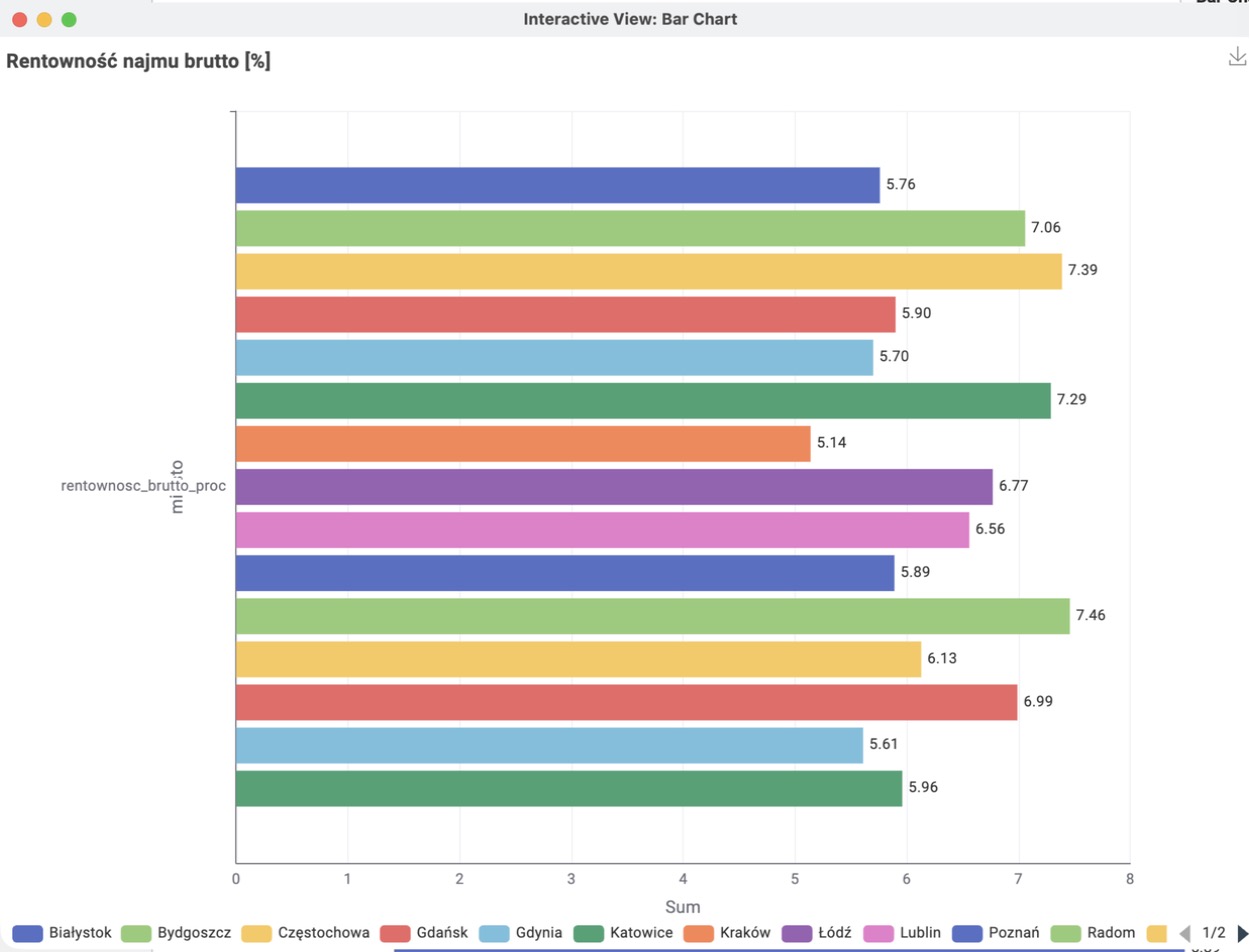 Interactive View: Bar Chart
Rentowność najmu brutto [%]
5.76
7.06
7.39
5.90
5.70
7.29
5.14
rentownosc_brutto_proc
6.77
6.56
5.89
7.46
6.13
6.99
5.61
5.96
0 1 2 3 4 5 6 7 8
Sum
Białystok Bydgoszcz Częstochowa Gdańsk Gdynia Katowice Kraków Łódź Lublin Poznań Radom 1/2